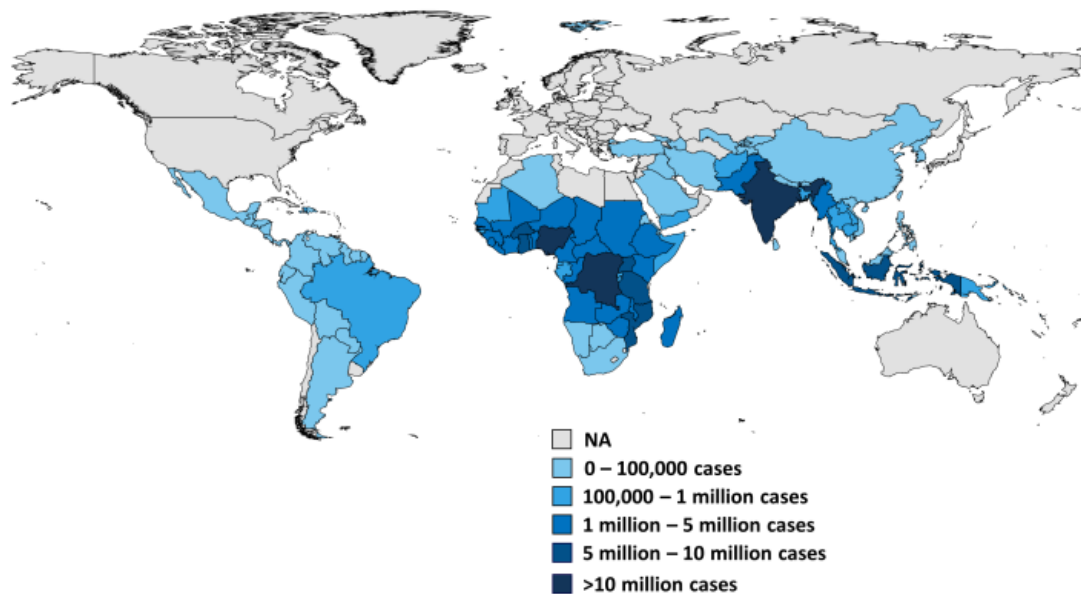 NA
0 – 100,000 cases
100,000 – 1 million cases
1 million – 5 million cases
5 million – 10 million cases
>10 million cases